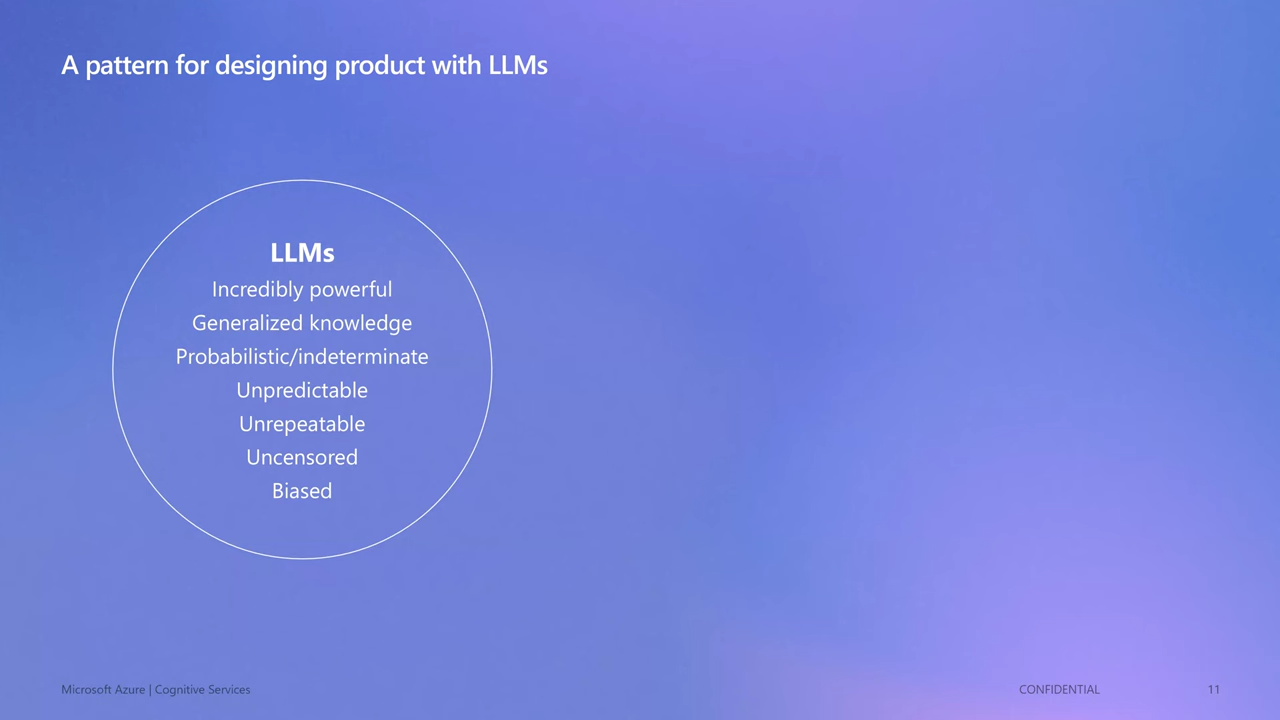 A pattern for designing product with LLMs
LLMs
Incredibly powerful
Generalized knowledge
Probabilistic/indeterminate
Unpredictable
Unrepeatable
Uncensored
Biased
Microsoft Azure | Cognitive Services
CONFIDENTIAL
11